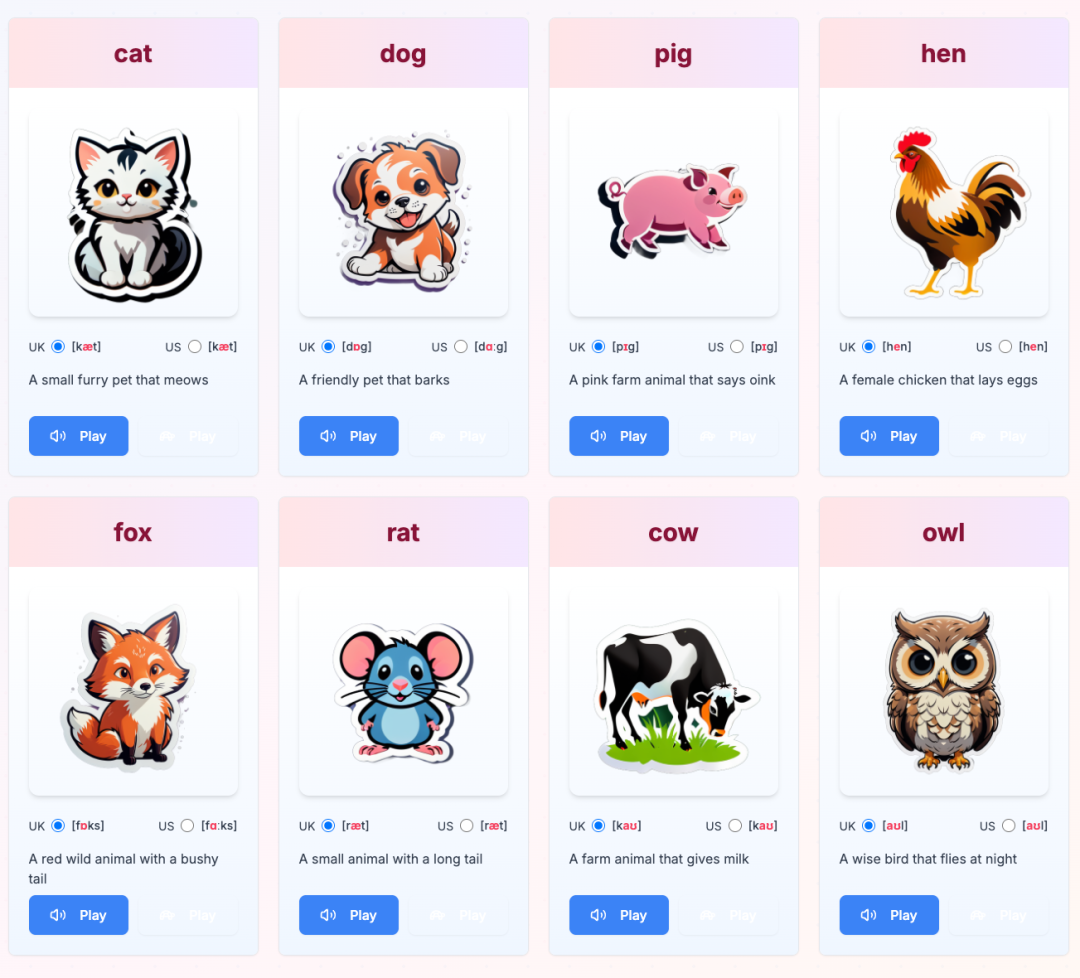 cat
dog
pig
hen
UK [kæt] US [kæt]
UK [dɒg] US [dɑːg]
UK [pɪg] US [pɪg]
UK [hen] US [hen]
A small furry pet that meows
A friendly pet that barks
A pink farm animal that says oink
A female chicken that lays eggs
Play Play
Play Play
Play Play
Play Play
fox
rat
cow
owl
UK [fɒks] US [fɑːks]
UK [ræt] US [ræt]
UK [kaʊ] US [kaʊ]
UK [aʊl] US [aʊl]
A red wild animal with a bushy
tail
A small animal with a long tail
A farm animal that gives milk
A wise bird that flies at night
Play Play
Play Play
Play Play
Play Play